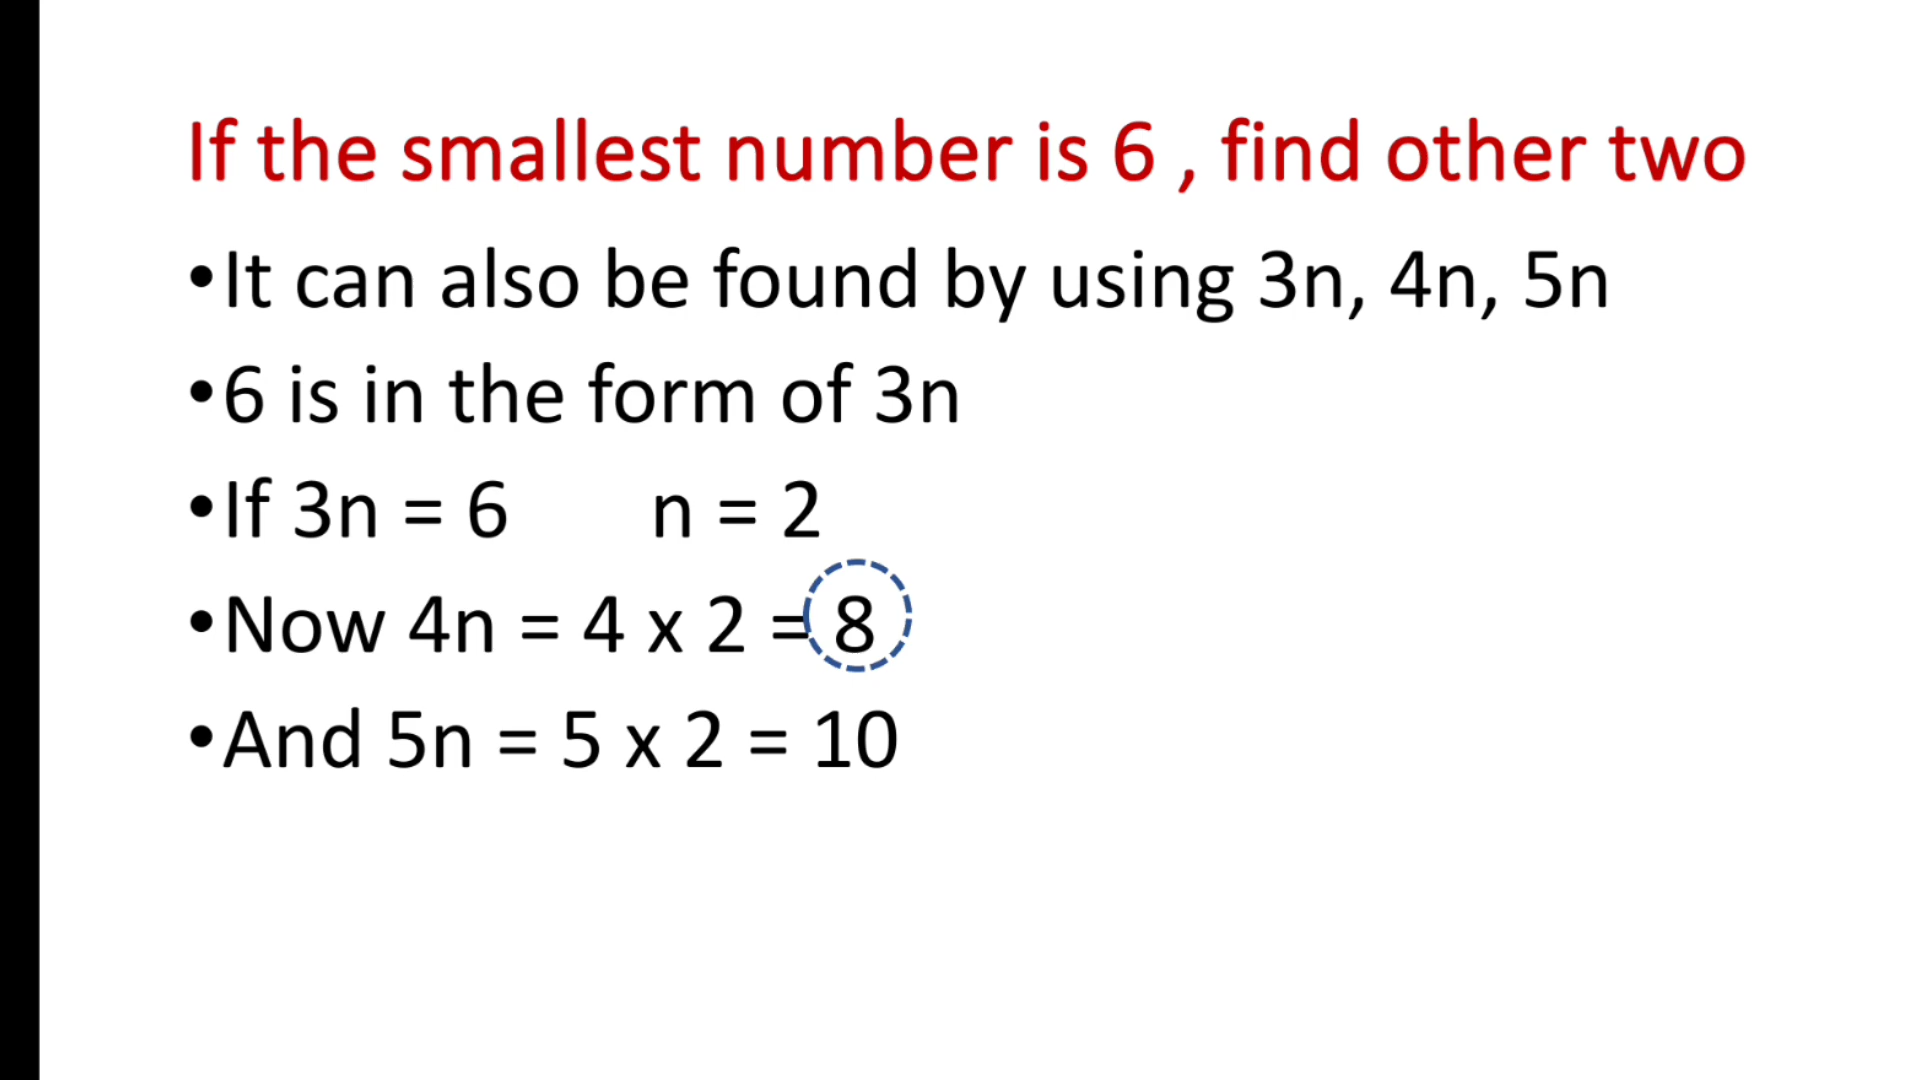 If the smallest number is 6 , find other two
•It can also be found by using 3n, 4n, 5n
•6 is in the form of 3n
•If 3n = 6 n = 2
•Now 4n = 4 x 2 = 8
•And 5n = 5 x 2 = 10